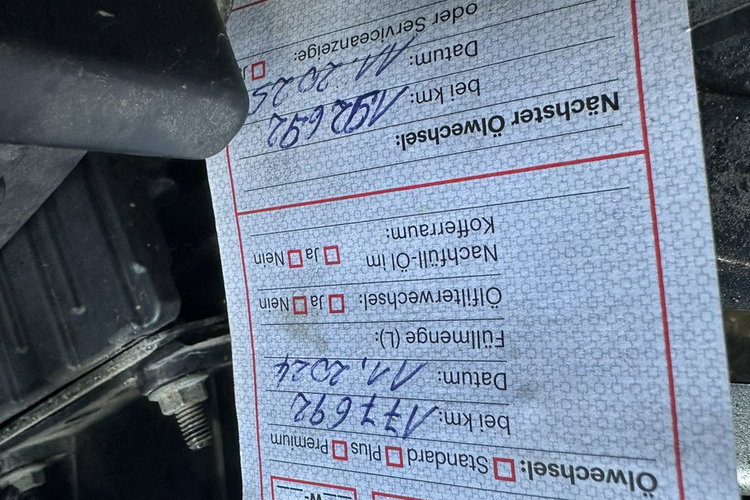 Ölwechsel: Standard Plus Premium
bei km: 177692
Datum: 11.2024
Füllmenge (L):
Ölfilterwechsel: Ja Nein
Nachfüll-Öl im
Kofferraum: Ja Nein
Nächster Ölwechsel:
bei km: 192692
Datum: 11.2025
oder Serviceanzeige: